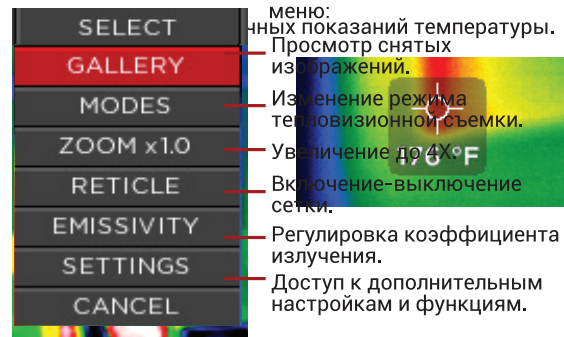 SELECT
GALLERY
MODES
ZOOM x1.0
RETICLE
EMISSIVITY
SETTINGS
CANCEL
меню:
чных показаний температуры.
Просмотр снятых
изображений.
Изменение режима
тепловизионной съемки.
Увеличение до 4X.
Включение-выключение
сетки.
Регулировка коэффициента
излучения.
Доступ к дополнительным
настройкам и функциям.
176 °F